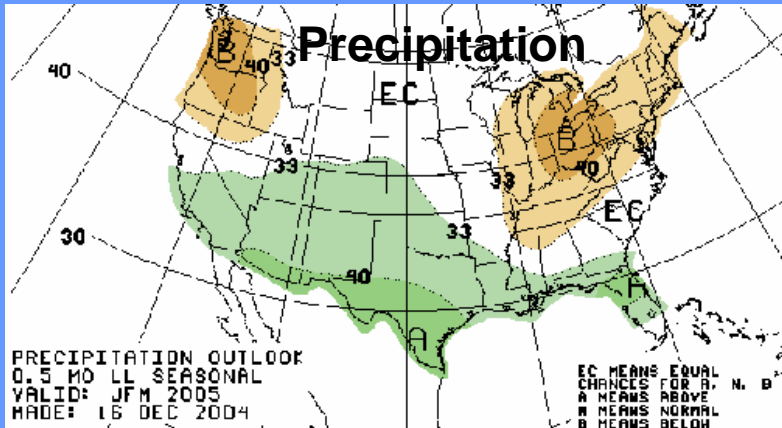 Precipitation
B
40
33
40
EC
B
33
33
40
EC
33
30
40
A
A
PRECIPITATION OUTLOOK
0.5 MO LL SEASONAL
VALID: JFM 2005
MADE: 16 DEC 2004
EC MEANS EQUAL
CHANCES FOR A, N, B
A MEANS ABOVE
N MEANS NORMAL
B MEANS BELOW